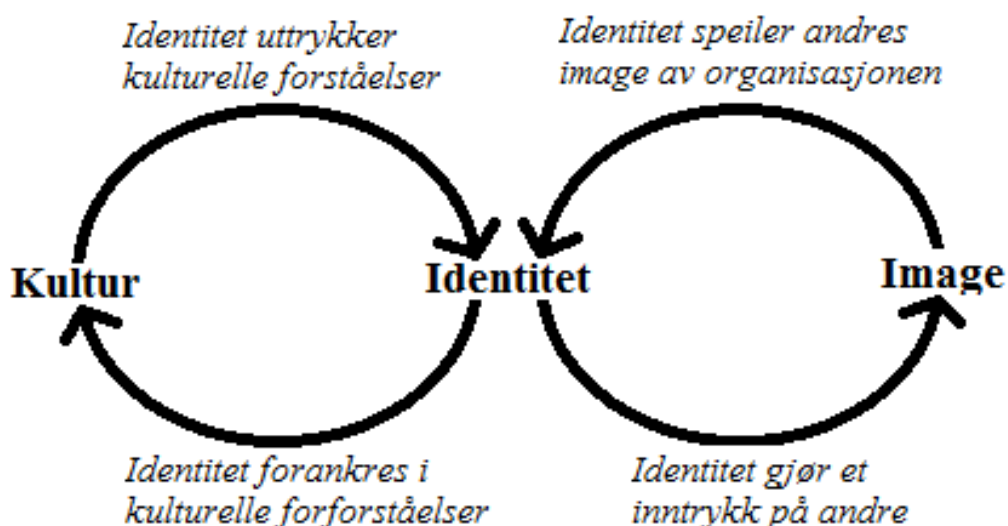 Identitet uttrykker
kulturelle forståelser
Identitet speiler andres
image av organisasjonen
Kultur
Identitet
Image
Identitet forankres i
kulturelle forforståelser
Identitet gjør et
inntrykk på andre